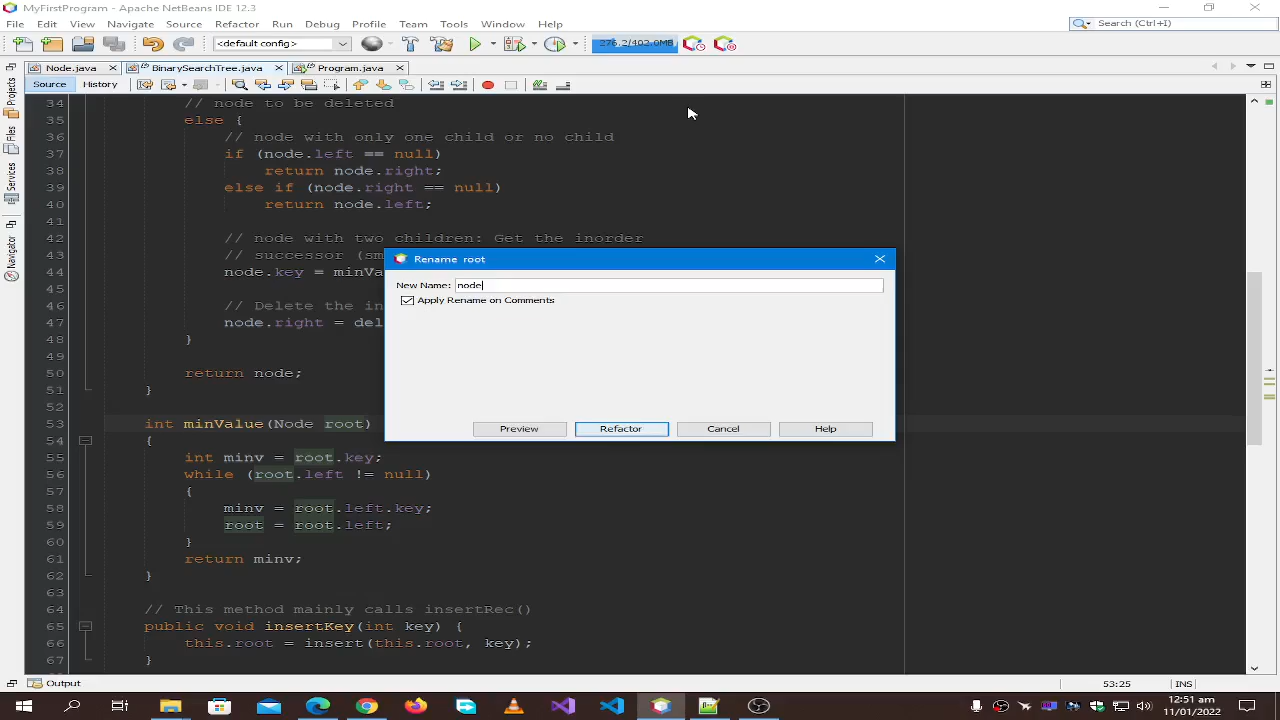 MyFirstProgram - Apache NetBeans IDE 12.3
File Edit View Navigate Source Refactor Run Debug Profile Team Tools Window Help
Search (Ctrl+I)
<default config>
276.2/402.0MB
Node.java
BinarySearchTree.java
Program.java
Source
History
Projects
Files
Services
Navigator
34 // node to be deleted
35 else {
36 // node with only one child or no child
37 if (node.left == null)
38 return node.right;
39 else if (node.right == null)
40 return node.left;
41
42 // node with two children: Get the inorder
43 // successor (sm
44 node.key = minVa
45
46 // Delete the in
47 node.right = del
48 }
49
50 return node;
51 }
52
53 int minValue(Node root)
54 {
55 int minv = root.key;
56 while (root.left != null)
57 {
58 minv = root.left.key;
59 root = root.left;
60 }
61 return minv;
62 }
63
64 // This method mainly calls insertRec()
65 public void insertKey(int key) {
66 this.root = insert(this.root, key);
67 }
Rename root
New Name: node
Apply Rename on Comments
Preview
Refactor
Cancel
Help
Output
53:25
INS
12:51 am
11/01/2022